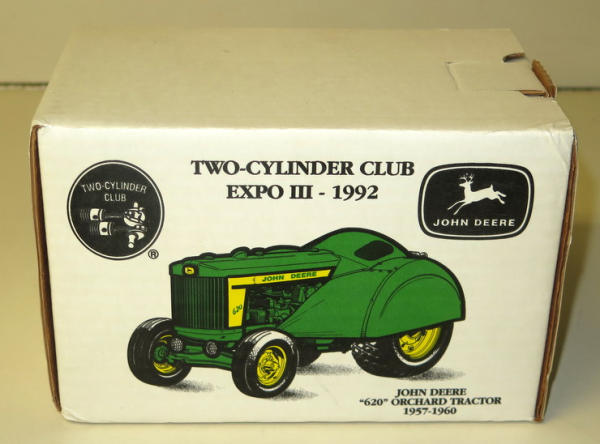 TWO-CYLINDER CLUB
EXPO III - 1992
TWO-CYLINDER
CLUB
®
JOHN DEERE
JOHN DEERE
620
JOHN DEERE
"620" ORCHARD TRACTOR
1957-1960